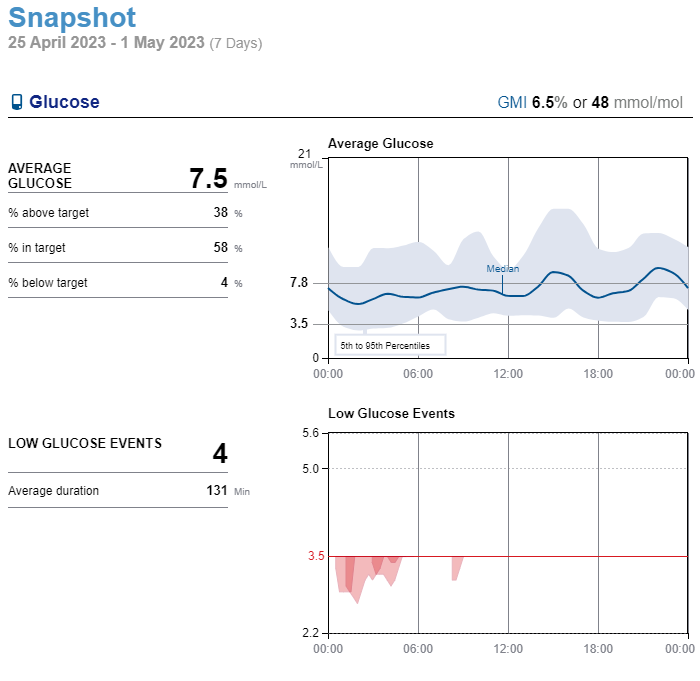 Snapshot
25 April 2023 - 1 May 2023 (7 Days)
Glucose
GMI 6.5% or 48 mmol/mol
AVERAGE
GLUCOSE
7.5 mmol/L
% above target 38 %
% in target 58 %
% below target 4 %
Average Glucose
21
mmol/L
Median
7.8
3.5
5th to 95th Percentiles
0
00:00 06:00 12:00 18:00 00:00
LOW GLUCOSE EVENTS 4
Average duration 131 Min
Low Glucose Events
5.6
5.0
3.5
2.2
00:00 06:00 12:00 18:00 00:00